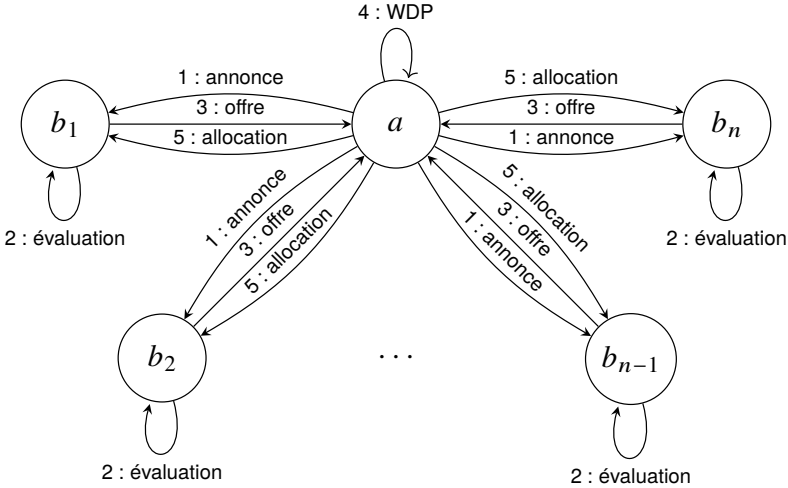 4 : WDP
1 : annonce
3 : offre
5 : allocation
5 : allocation
3 : offre
1 : annonce
b1
a
bn
2 : évaluation
2 : évaluation
1 : annonce
3 : offre
5 : allocation
5 : allocation
3 : offre
1 : annonce
b2
...
bn−1
2 : évaluation
2 : évaluation